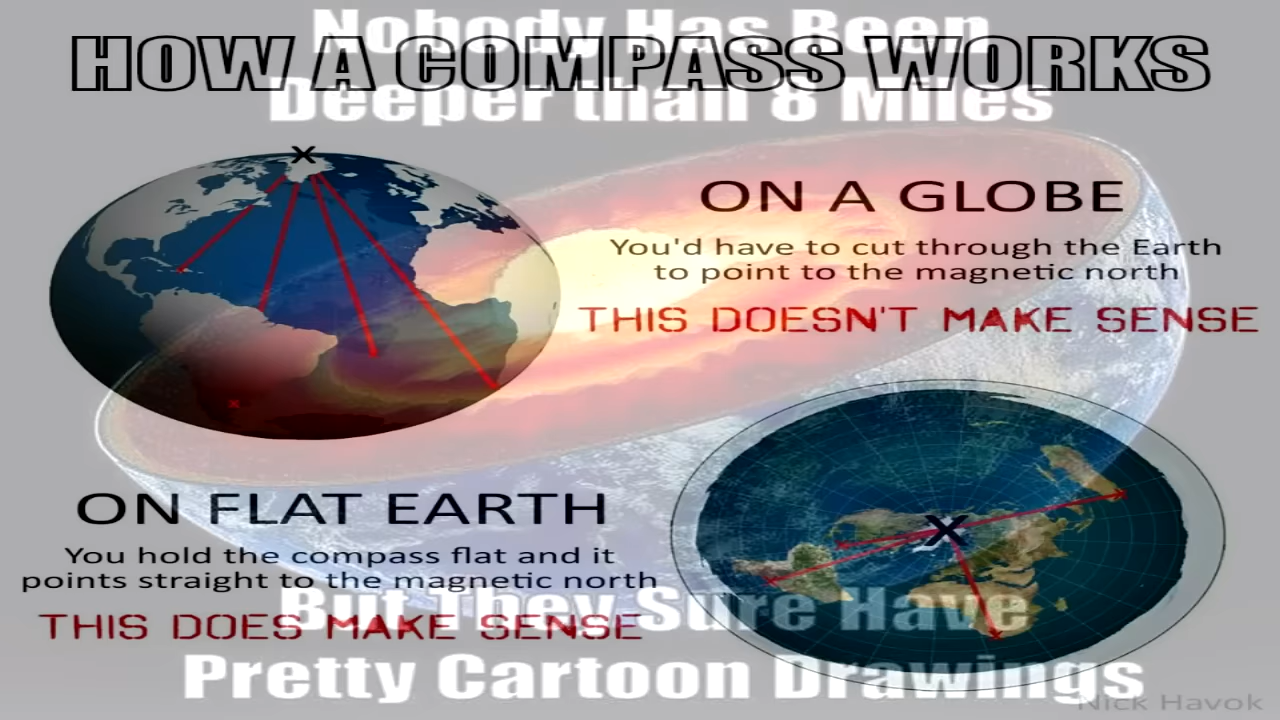 Nobody Has Been
HOW A COMPASS WORKS
Deeper than 8 Miles
X
ON A GLOBE
You'd have to cut through the Earth
to point to the magnetic north
THIS DOESN'T MAKE SENSE
x
ON FLAT EARTH
You hold the compass flat and it
points straight to the magnetic north
THIS DOES MAKE SENSE
X
But They Sure Have
Pretty Cartoon Drawings
Nick Havok